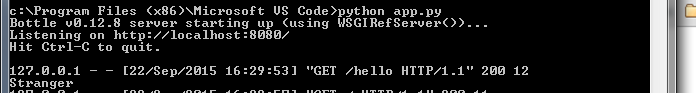 c:\Program Files (x86)\Microsoft VS Code>python app.py
Bottle v0.12.8 server starting up (using WSGIRefServer())...
Listening on http://localhost:8080/
Hit Ctrl-C to quit.
127.0.0.1 - - [22/Sep/2015 16:29:53] "GET /hello HTTP/1.1" 200 12
Stranger